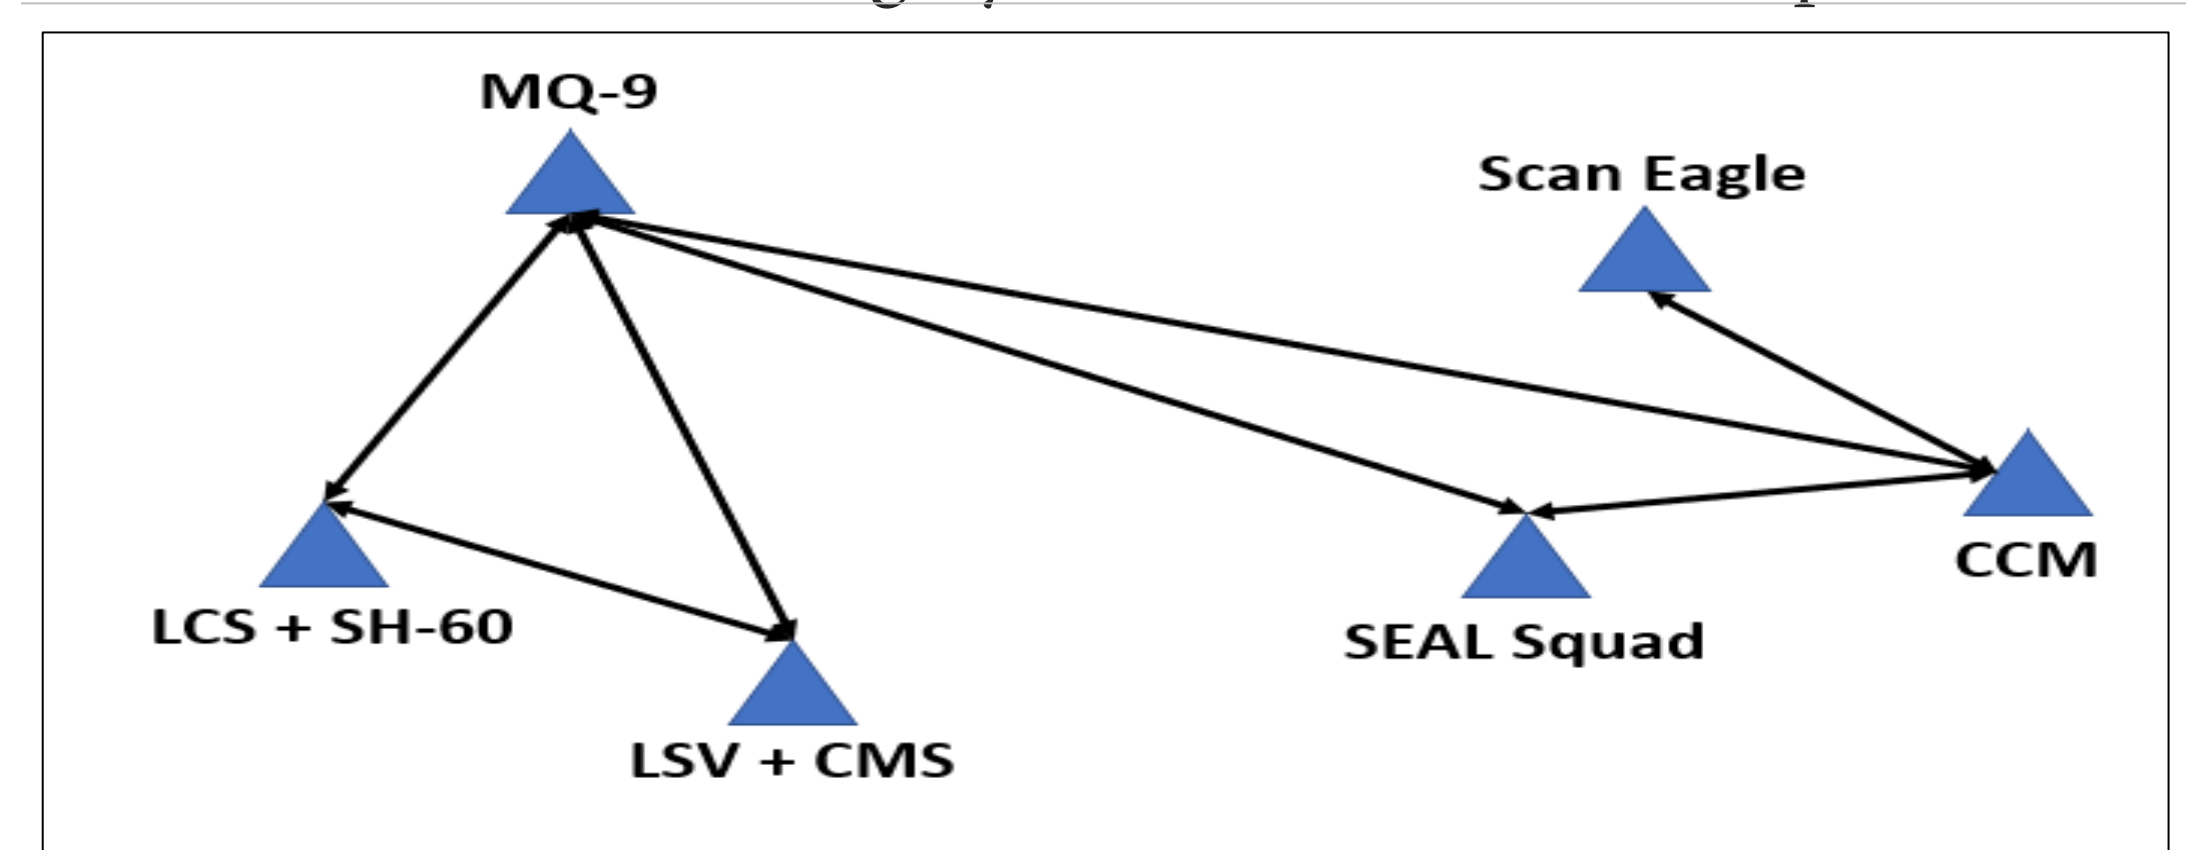 MQ-9
Scan Eagle
CCM
LCS + SH-60
SEAL Squad
LSV + CMS